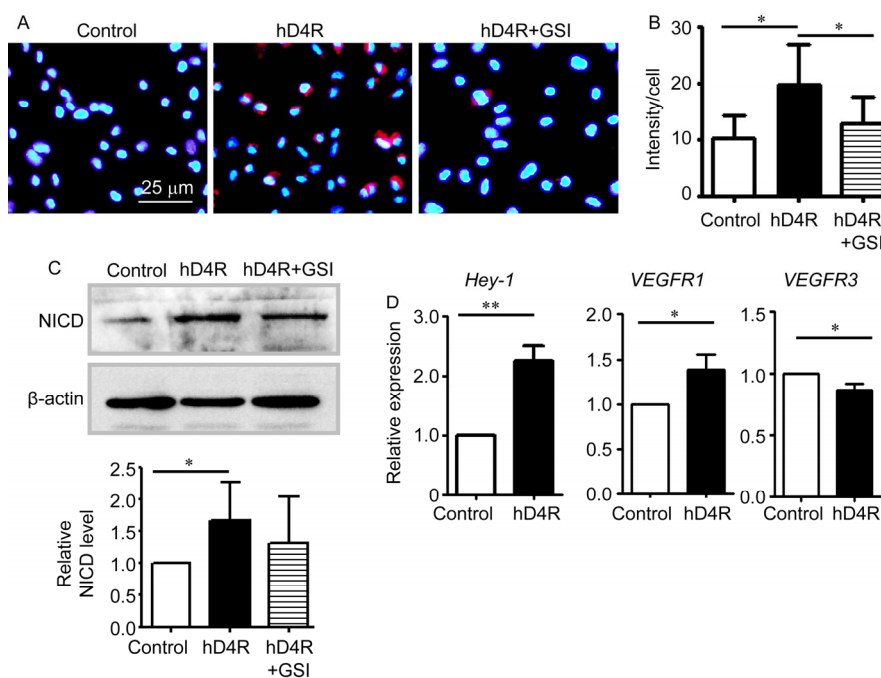 A
Control
hD4R
hD4R+GSI
25 μm
B
Intensity/cell
30
20
10
0
*
*
Control
hD4R
hD4R
+GSI
C
Control
hD4R
hD4R+GSI
NICD
β-actin
Relative
NICD level
2.5
2.0
1.5
1.0
0.5
0.0
*
Control
hD4R
hD4R
+GSI
D
Hey-1
Relative expression
3.0
2.0
1.0
0
**
Control
hD4R
VEGFR1
2.0
1.5
1.0
0.5
0.0
*
Control
hD4R
VEGFR3
1.5
1.0
0.5
0.0
*
Control
hD4R